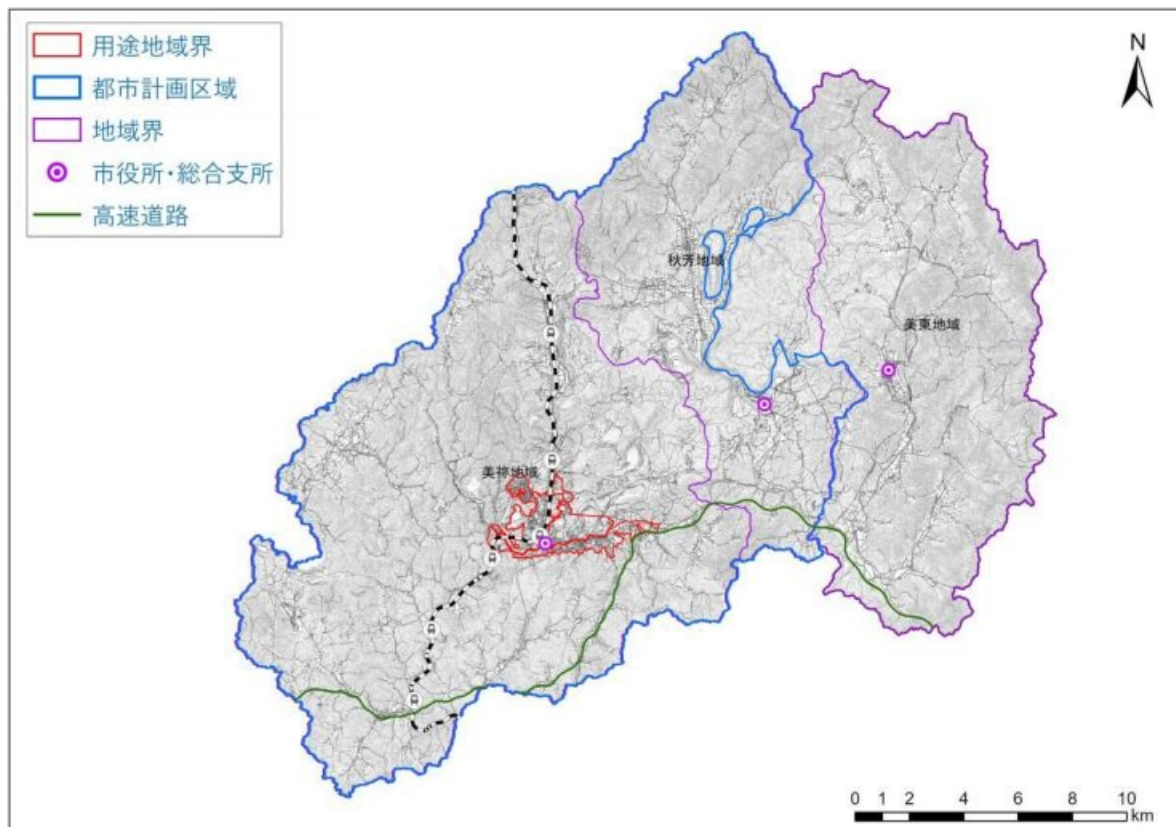 用途地域界
都市計画区域
地域界
市役所・総合支所
高速道路
N
秋芳地域
美東地域
美祢地域
0 1 2 4 6 8 10
km